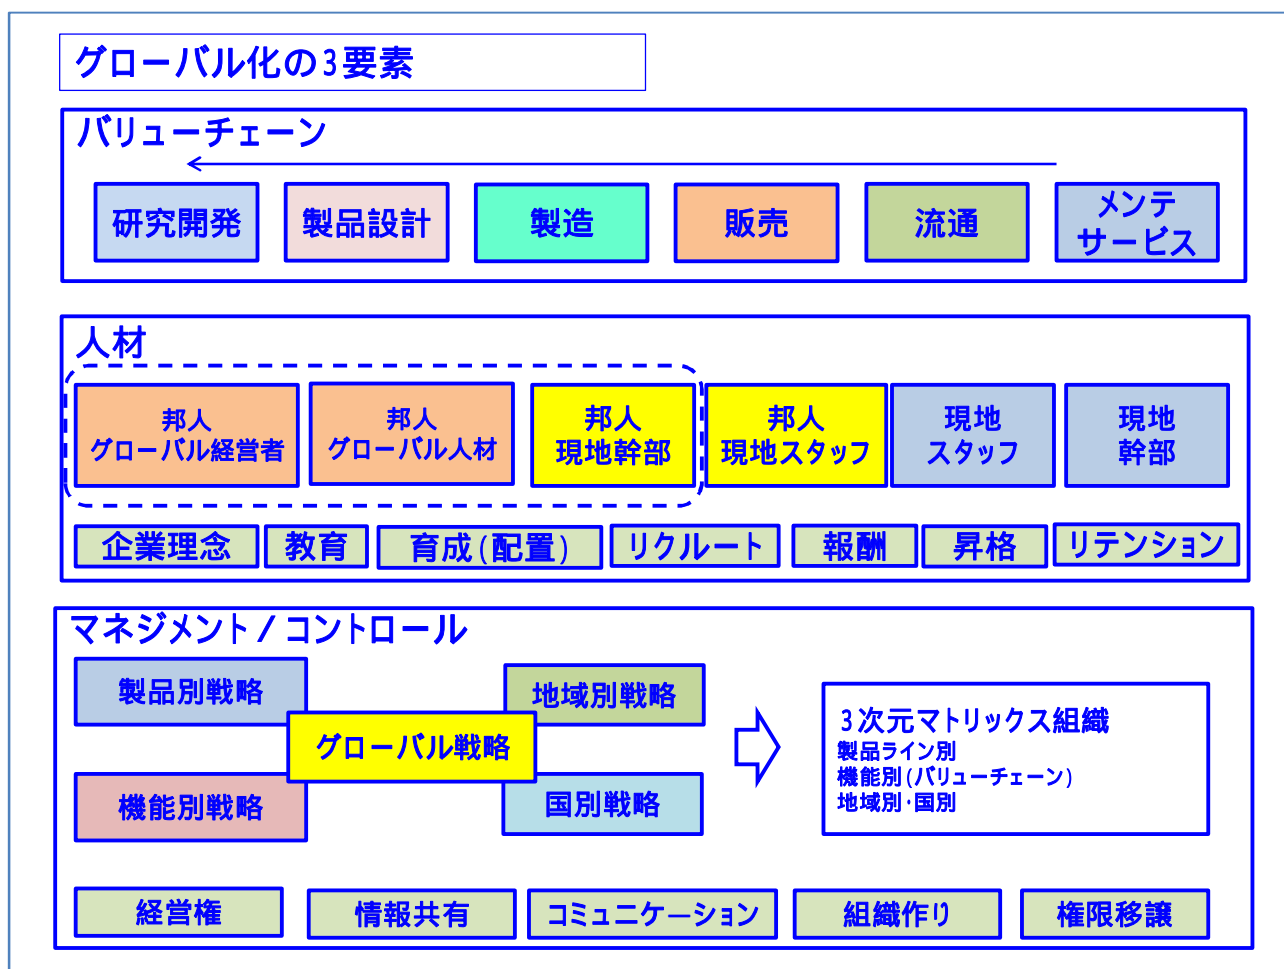 グローバル化の3要素
バリューチェーン
研究開発
製品設計
製造
販売
流通
メンテ
サービス
人材
邦人
グローバル経営者
邦人
グローバル人材
邦人
現地幹部
邦人
現地スタッフ
現地
スタッフ
現地
幹部
企業理念
教育
育成(配置)
リクルート
報酬
昇格
リテンション
マネジメント/コントロール
製品別戦略
地域別戦略
グローバル戦略
機能別戦略
国別戦略
3次元マトリックス組織
製品ライン別
機能別(バリューチェーン)
地域別・国別
経営権
情報共有
コミュニケーション
組織作り
権限移譲